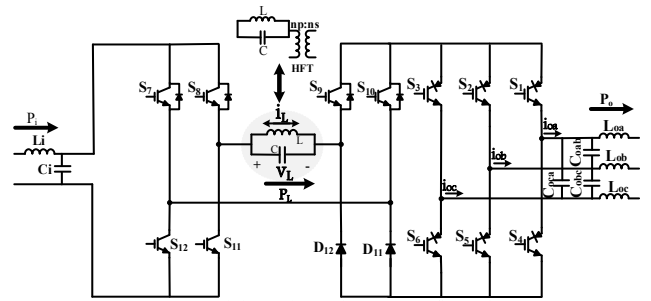 L
np:ns
C
HFT
S7 S8 S9 S10 S3 S2 S1
Pi
Po
Li
Ci
iL
L
C
+ -
VL
PL
ioa
iob
ioc
Loa
Lob
Loc
Coab
Cobc
Coca
S12 S11 D12 D11 S6 S5 S4